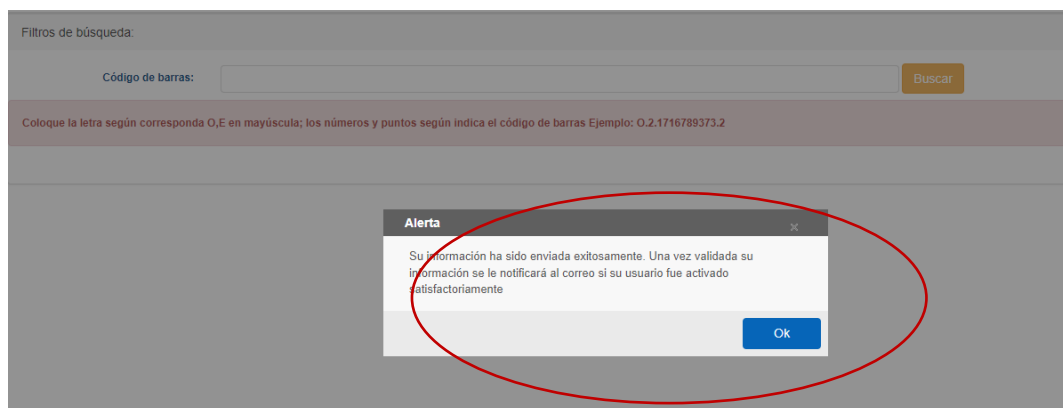 Filtros de búsqueda:
Código de barras:
Buscar
Coloque la letra según corresponda O,E en mayúscula; los números y puntos según indica el código de barras Ejemplo: O.2.1716789373.2
Alerta
×
Su información ha sido enviada exitosamente. Una vez validada su
información se le notificará al correo si su usuario fue activado
satisfactoriamente
Ok